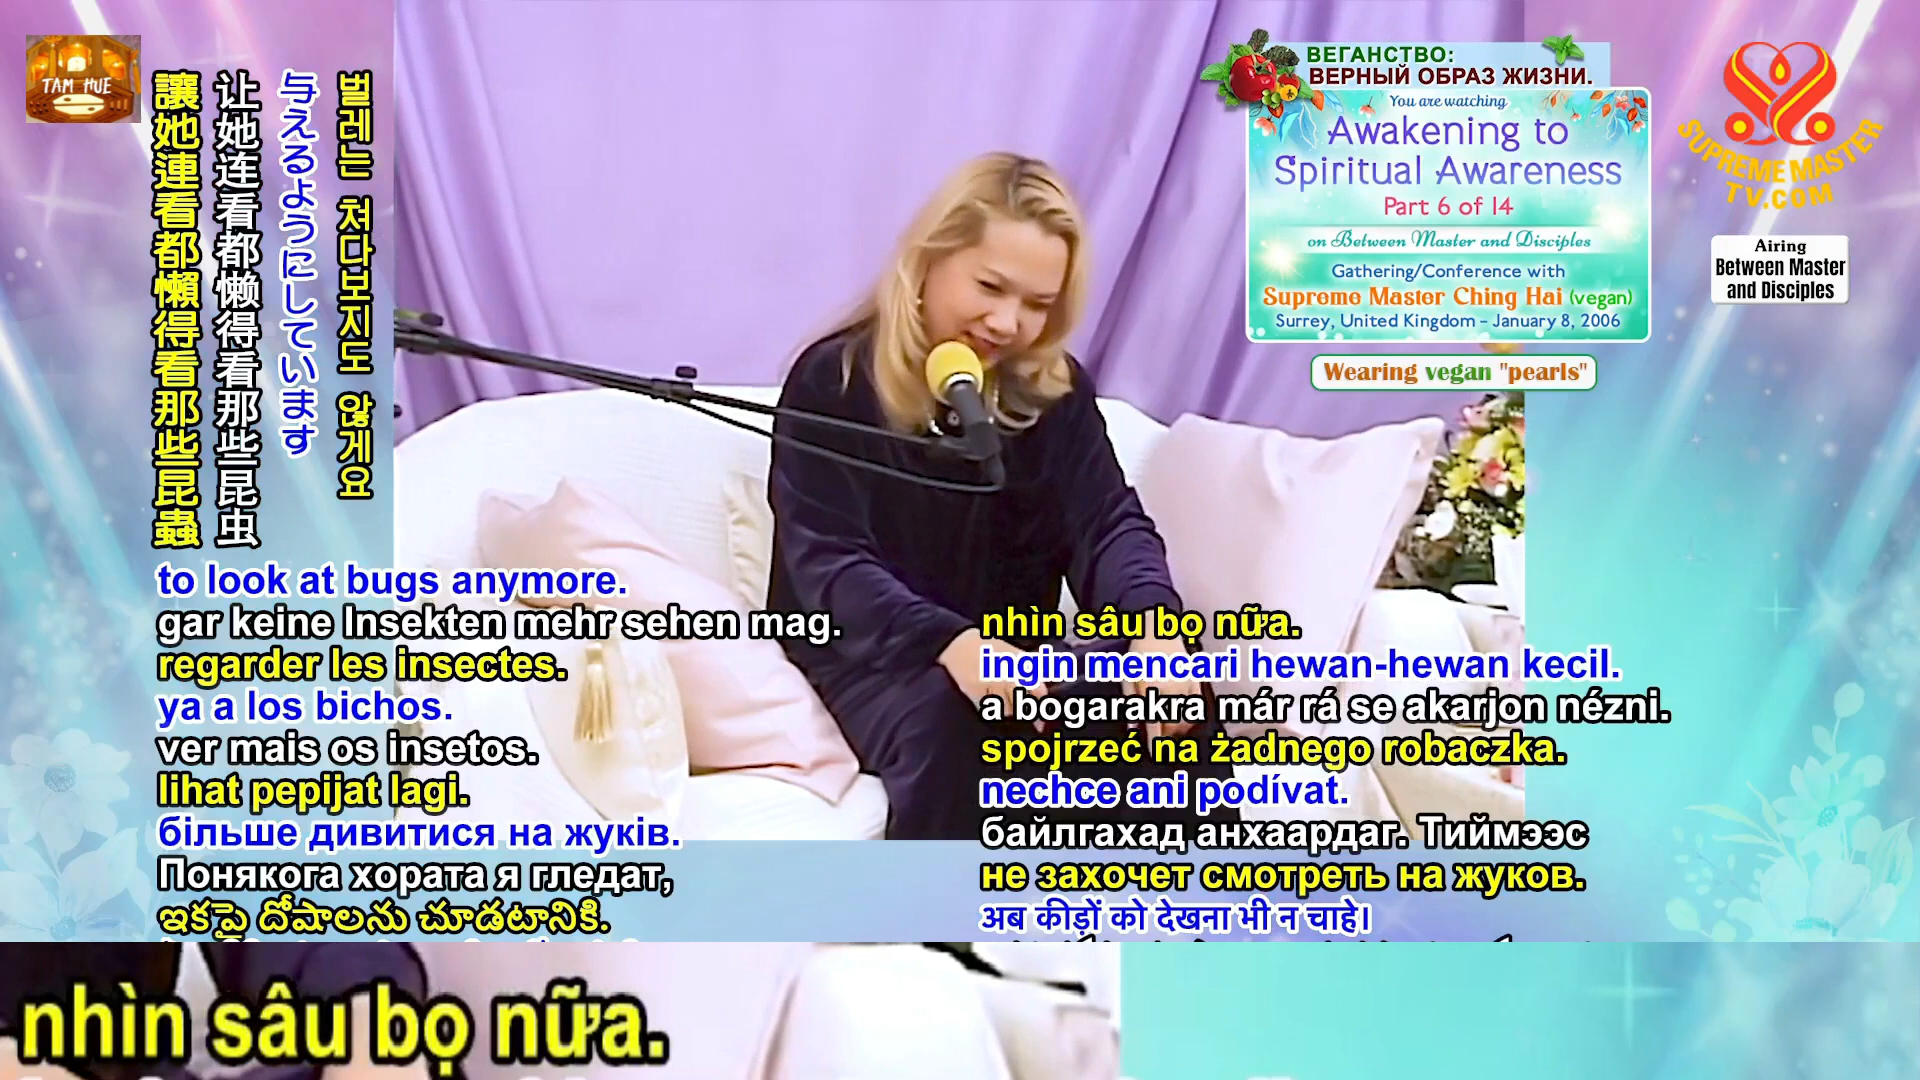 TAM HUE
讓她連看都懶得看那些昆蟲
让她连看都懒得看那些昆虫
与えるようにしています
벌레는 쳐다보지도 않게요
ВЕГАНСТВО:
ВЕРНЫЙ ОБРАЗ ЖИЗНИ.
You are watching
Awakening to
Spiritual Awareness
Part 6 of 14
on Between Master and Disciples
Gathering/Conference with
Supreme Master Ching Hai (vegan)
Surrey, United Kingdom - January 8, 2006
Wearing vegan "pearls"
SUPREME MASTER
TV.COM
Airing
Between Master
and Disciples
to look at bugs anymore.
gar keine Insekten mehr sehen mag.
regarder les insectes.
ya a los bichos.
ver mais os insetos.
lihat pepijat lagi.
більше дивитися на жуків.
Понякога хората я гледат,
ఇకపై దోషాలను చూడటానికి.
nhìn sâu bọ nữa.
ingin mencari hewan-hewan kecil.
a bogarakra már rá se akarjon nézni.
spojrzeć na żadnego robaczka.
nechce ani podívat.
байлгахад анхаардаг. Тиймээс
не захочет смотреть на жуков.
अब कीड़ों को देखना भी न चाहे।
nhìn sâu bọ nữa.